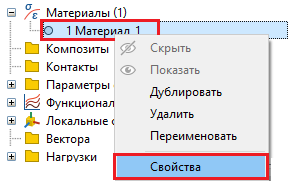 Материалы (1)
1 Материал 1
Композиты
Контакты
Параметры
Функционал
Локальные
Вектора
Нагрузки
Скрыть
Показать
Дублировать
Удалить
Переименовать
Свойства